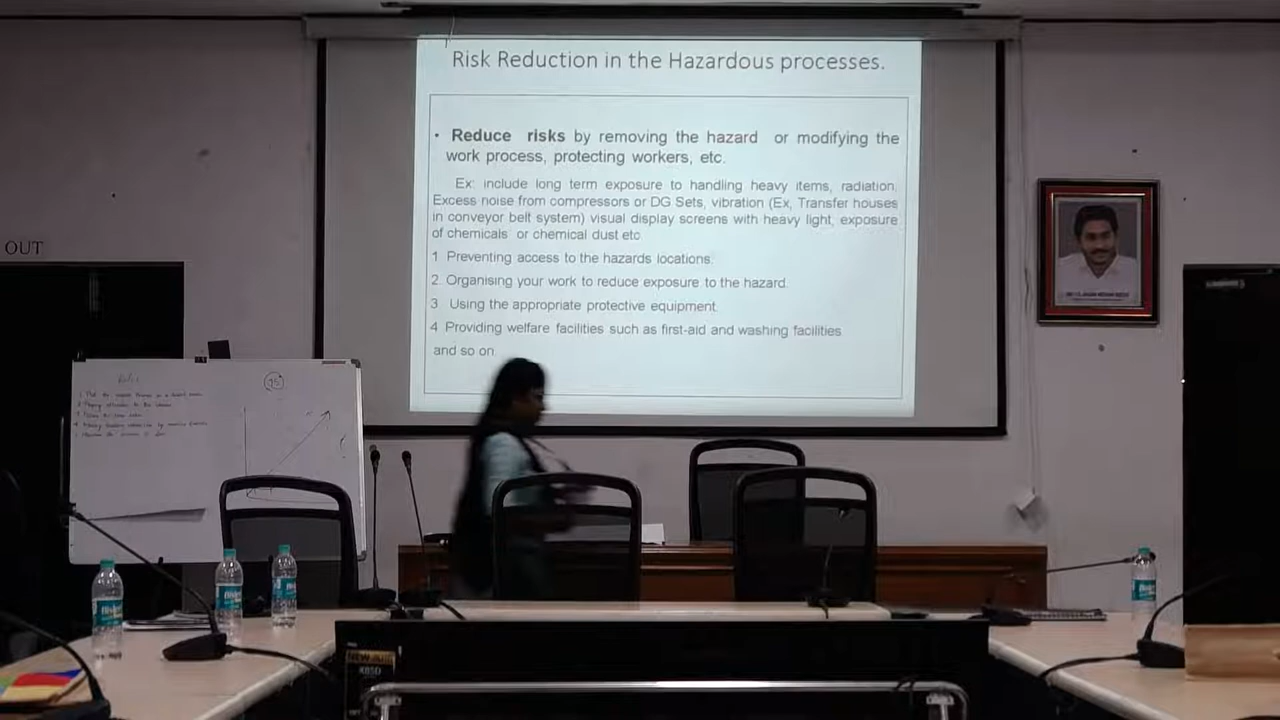 Risk Reduction in the Hazardous processes.
• Reduce risks by removing the hazard or modifying the
work process, protecting workers, etc.
Ex: include long term exposure to handling heavy items, radiation.
Excess noise from compressors or DG Sets, vibration (Ex, Transfer houses
in conveyor belt system) visual display screens with heavy light, exposure
of chemicals or chemical dust etc
1 Preventing access to the hazards locations.
2. Organising your work to reduce exposure to the hazard.
3 Using the appropriate protective equipment.
4 Providing welfare facilities such as first-aid and washing facilities
and so on.
OUT